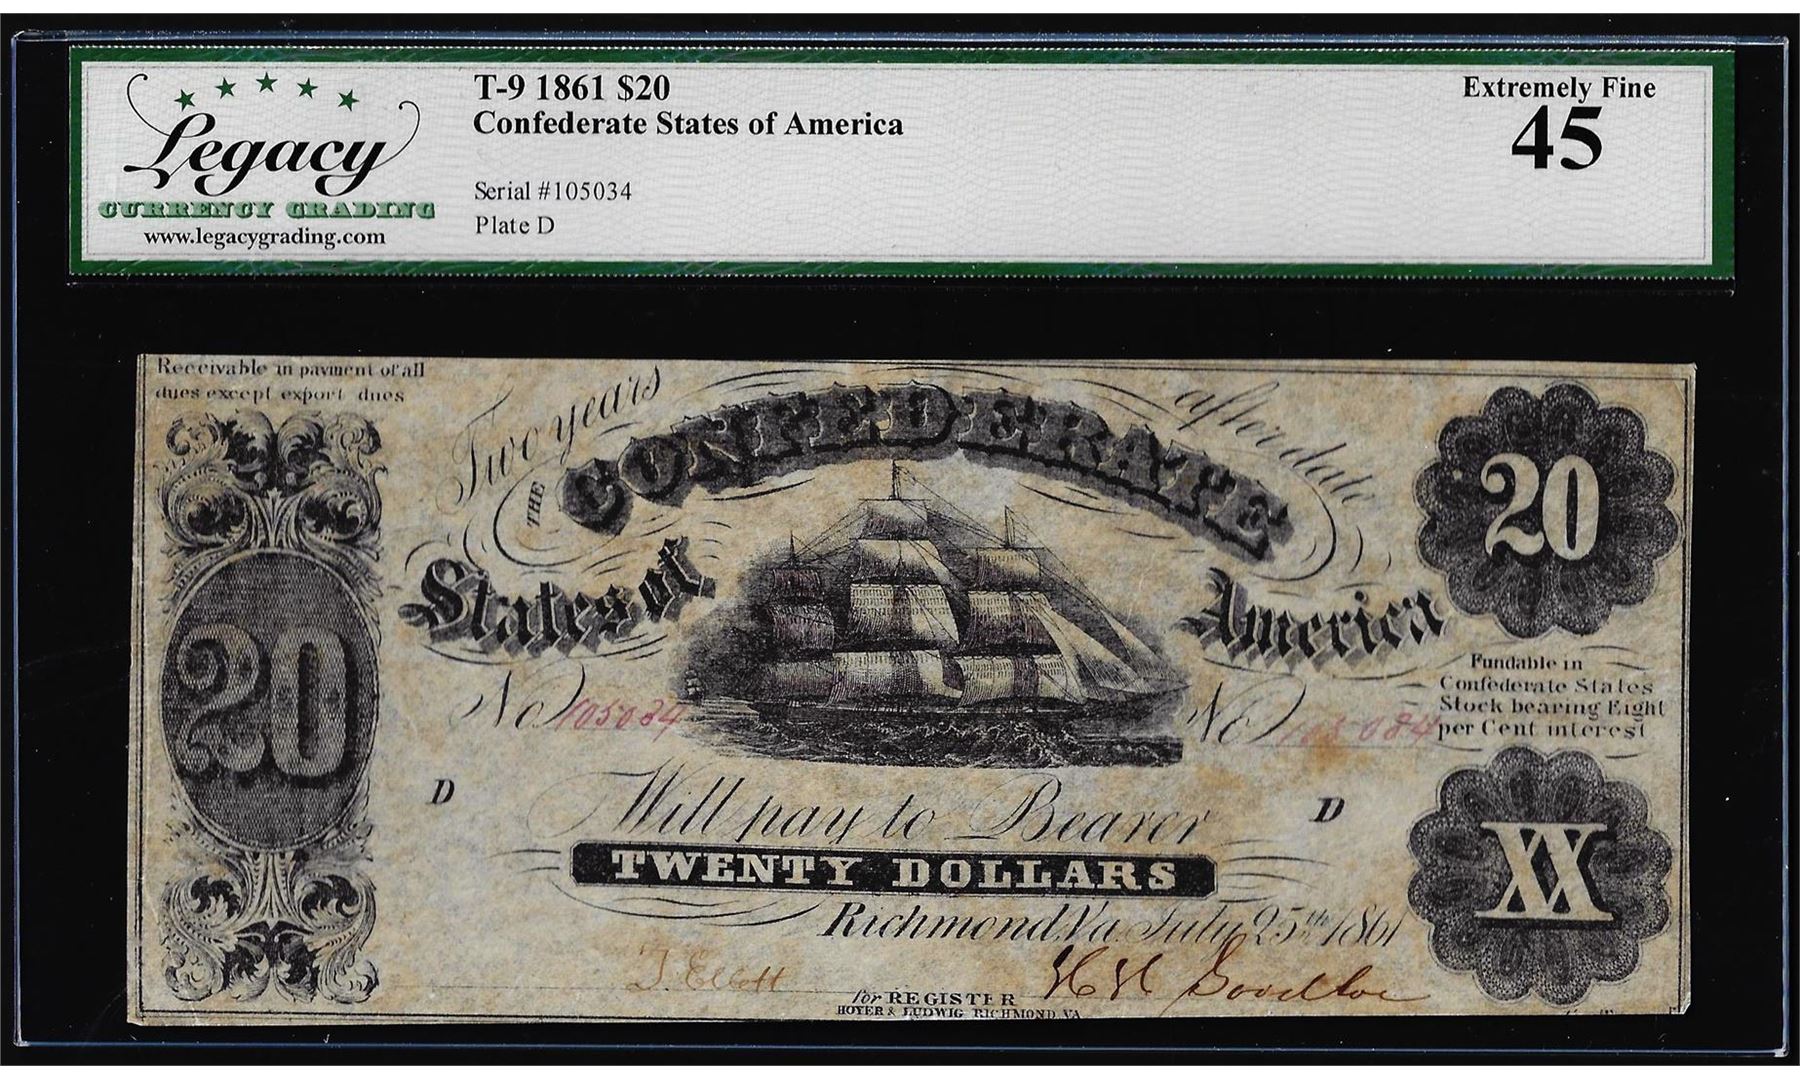 Legacy
CURRENCY GRADING
www.legacygrading.com
T-9 1861 $20
Confederate States of America
Serial #105034
Plate D
Extremely Fine
45
Receivable in payment of all
dues except export dues
Two years after date
THE CONFEDERATE
States of America
20
20
No 105084
No 105084
Fundable in
Confederate States
Stock bearing Eight
per Cent interest
D
D
Will pay to Bearer
TWENTY DOLLARS
XX
Richmond, Va July 25th 1861
for REGISTER
HOYER & LUDWIG RICHMOND VA